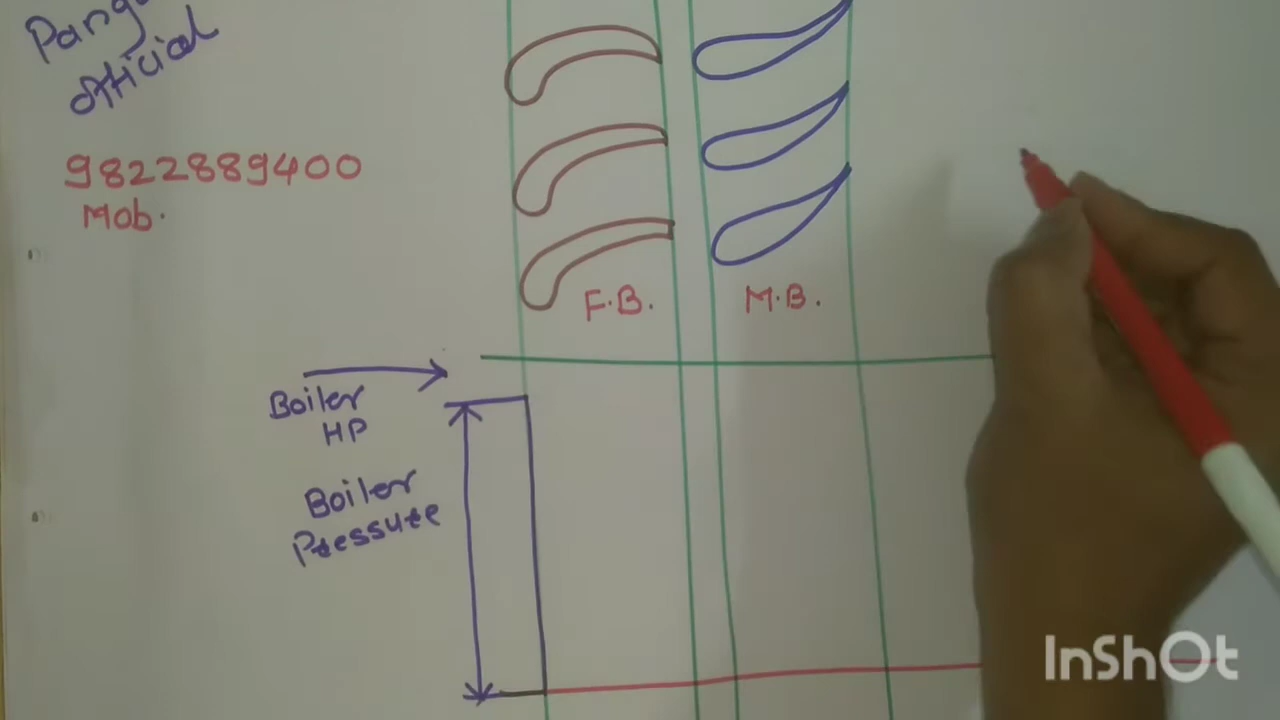 official
9822889400
Mob.
F.B.
M.B.
Boiler
HP
Boiler
Pressure
InShOt